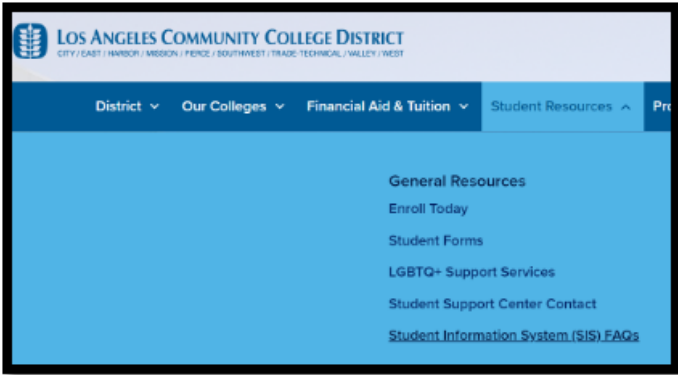 LOS ANGELES COMMUNITY COLLEGE DISTRICT
CITY / EAST / HARBOR / MISSION / PIERCE / SOUTHWEST / TRADE-TECHNICAL / VALLEY / WEST
District Our Colleges Financial Aid & Tuition Student Resources
General Resources
Enroll Today
Student Forms
LGBTQ+ Support Services
Student Support Center Contact
Student Information System (SIS) FAQs